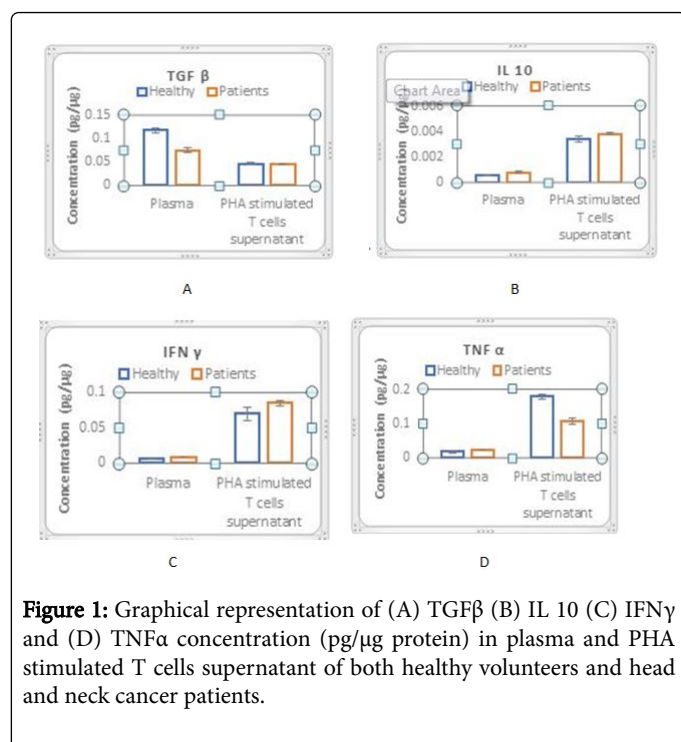 TGF β
Healthy Patients
Concentration (pg/µg)
0.15
0.1
0.05
0
Plasma
PHA stimulated
T cells
supernatant
A
IL 10
Healthy Patients
Chart Area
Concentration (pg/µ
0.006
0.004
0.002
0
Plasma
PHA stimulated
T cells
supernatant
B
IFN γ
Healthy Patients
Concentration (pg/µg)
0.1
0.05
0
Plasma
PHA stimulated
T cells
supernatant
C
TNF α
Healthy Patients
Concentration (pg/µg)
0.2
0.1
0
Plasma
PHA stimulated
T cells
supernatant
D
Figure 1: Graphical representation of (A) TGFβ (B) IL 10 (C) IFNγ
and (D) TNFα concentration (pg/µg protein) in plasma and PHA
stimulated T cells supernatant of both healthy volunteers and head
and neck cancer patients.